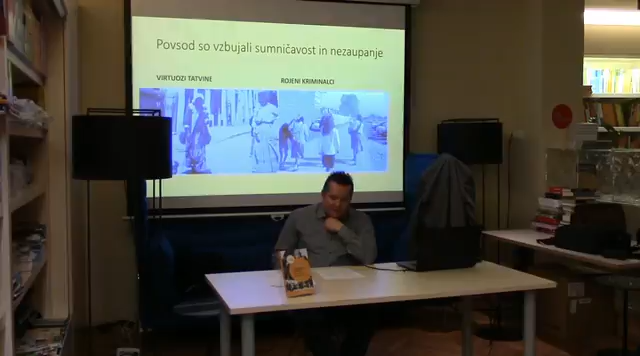 Povsod so vzbujali sumničavost in nezaupanje
VIRTUOZI TATVINE
ROJENI KRIMINALCI